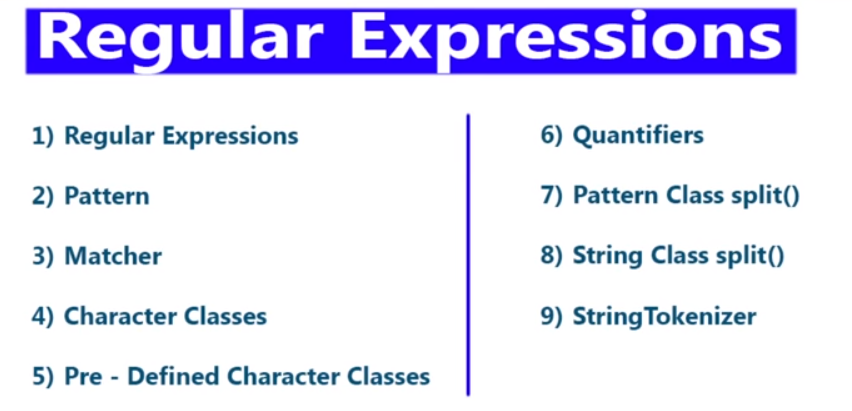 Regular Expressions
1) Regular Expressions
2) Pattern
3) Matcher
4) Character Classes
5) Pre - Defined Character Classes
6) Quantifiers
7) Pattern Class split()
8) String Class split()
9) StringTokenizer